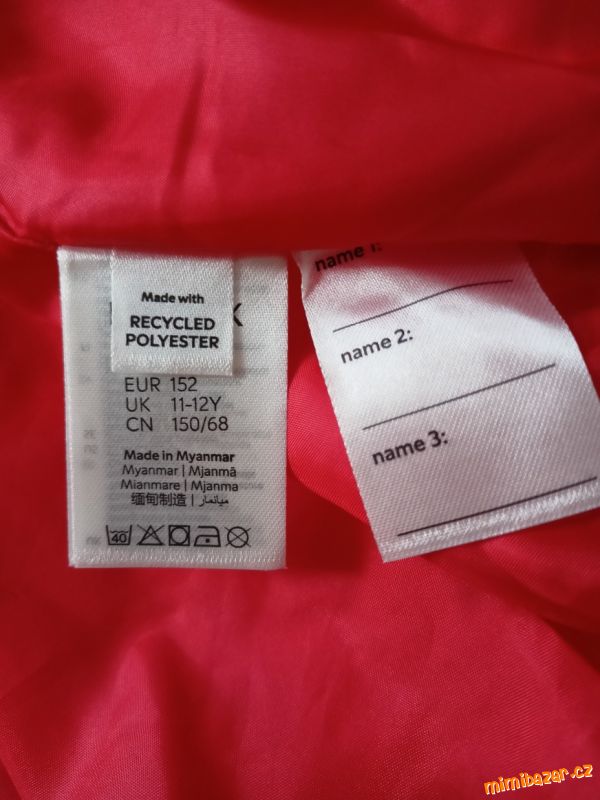 Made with
RECYCLED
POLYESTER
EUR 152
UK 11-12Y
CN 150/68
Made in Myanmar
Myanmar | Mjanmā
Mianmare | Mjanma
缅甸制造 | ميانمار
40
name 1:
name 2:
name 3:
mimibazar.cz